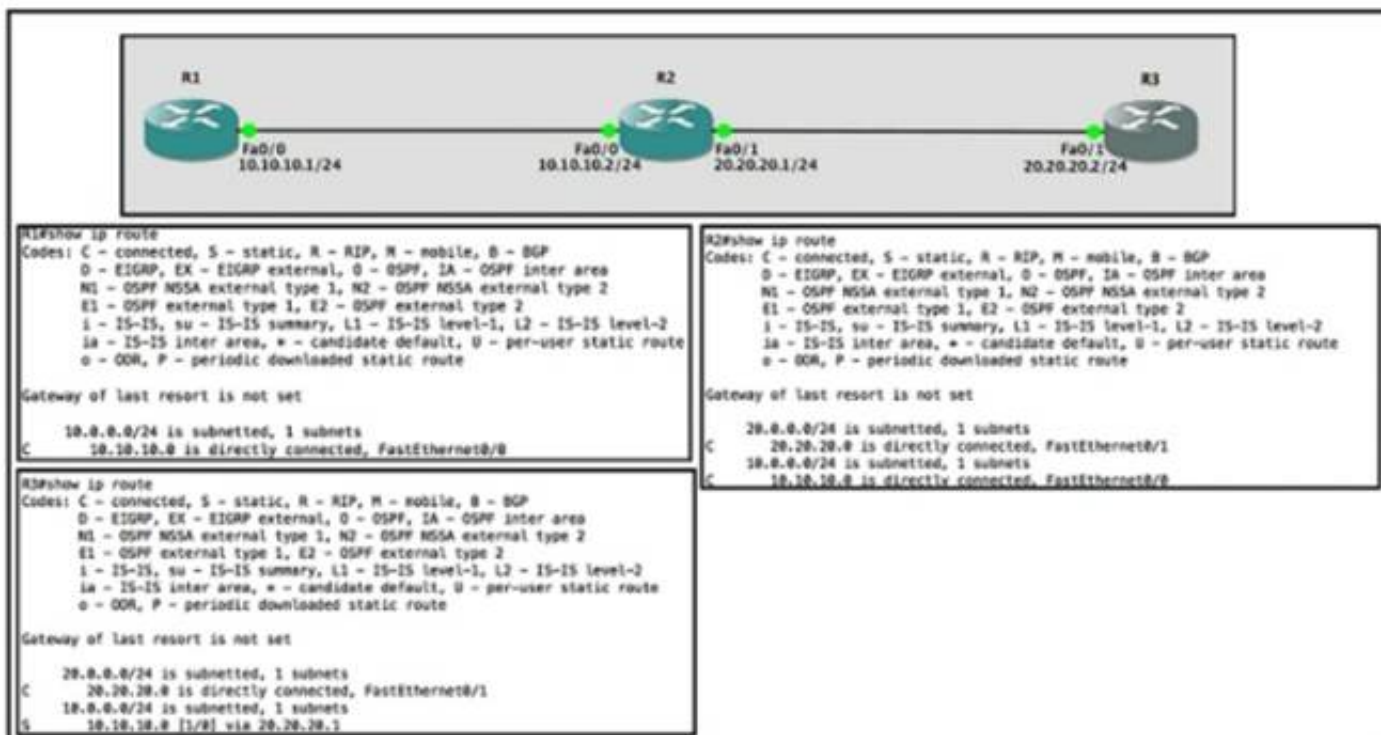 R1
R2
R3
Fa0/0
10.10.10.1/24
Fa0/0
10.10.10.2/24
Fa0/1
20.20.20.1/24
Fa0/1
20.20.20.2/24
R1#show ip route
Codes: C - connected, S - static, R - RIP, M - mobile, B - BGP
D - EIGRP, EX - EIGRP external, O - OSPF, IA - OSPF inter area
N1 - OSPF NSSA external type 1, N2 - OSPF NSSA external type 2
E1 - OSPF external type 1, E2 - OSPF external type 2
i - IS-IS, su - IS-IS summary, L1 - IS-IS level-1, L2 - IS-IS level-2
ia - IS-IS inter area, * - candidate default, U - per-user static route
o - ODR, P - periodic downloaded static route
Gateway of last resort is not set
10.0.0.0/24 is subnetted, 1 subnets
C 10.10.10.0 is directly connected, FastEthernet0/0
R2#show ip route
Codes: C - connected, S - static, R - RIP, M - mobile, B - BGP
D - EIGRP, EX - EIGRP external, O - OSPF, IA - OSPF inter area
N1 - OSPF NSSA external type 1, N2 - OSPF NSSA external type 2
E1 - OSPF external type 1, E2 - OSPF external type 2
i - IS-IS, su - IS-IS summary, L1 - IS-IS level-1, L2 - IS-IS level-2
ia - IS-IS inter area, * - candidate default, U - per-user static route
o - ODR, P - periodic downloaded static route
Gateway of last resort is not set
20.0.0.0/24 is subnetted, 1 subnets
C 20.20.20.0 is directly connected, FastEthernet0/1
10.0.0.0/24 is subnetted, 1 subnets
C 10.10.10.0 is directly connected, FastEthernet0/0
R3#show ip route
Codes: C - connected, S - static, R - RIP, M - mobile, B - BGP
D - EIGRP, EX - EIGRP external, O - OSPF, IA - OSPF inter area
N1 - OSPF NSSA external type 1, N2 - OSPF NSSA external type 2
E1 - OSPF external type 1, E2 - OSPF external type 2
i - IS-IS, su - IS-IS summary, L1 - IS-IS level-1, L2 - IS-IS level-2
ia - IS-IS inter area, * - candidate default, U - per-user static route
o - ODR, P - periodic downloaded static route
Gateway of last resort is not set
20.0.0.0/24 is subnetted, 1 subnets
C 20.20.20.0 is directly connected, FastEthernet0/1
10.0.0.0/24 is subnetted, 1 subnets
S 10.10.10.0 [1/0] via 20.20.20.1